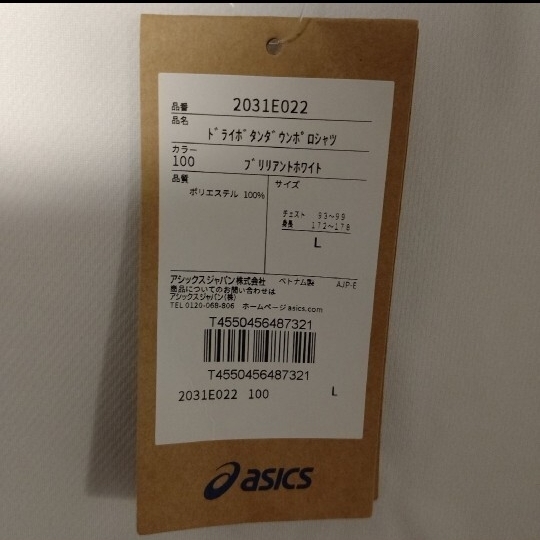 品番 2031E022
品名
ﾄﾞﾗｲﾎﾞﾀﾝﾀﾞｳﾝﾎﾟﾛｼｬﾂ
カラー
100 ﾌﾞﾘﾘｱﾝﾄﾎﾜｲﾄ
品質 サイズ
ポリエステル 100%
チェスト 93～99
身長 172～178
L
アシックスジャパン株式会社 ベトナム製 AJP-E
商品についてのお問い合わせは
アシックスジャパン(株)
TEL 0120-068-806 ホームページ asics.com
T4550456487321
T4550456487321
2031E022 100 L
asics